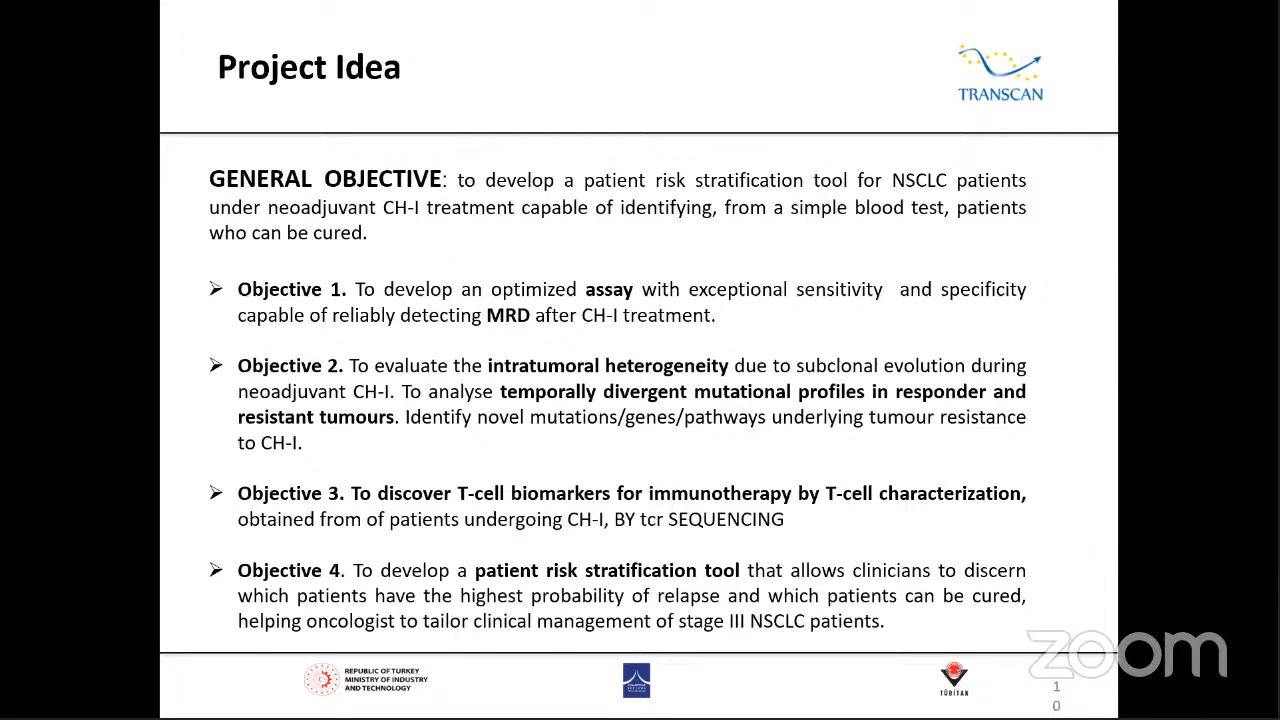 Project Idea
TRANSCAN
GENERAL OBJECTIVE: to develop a patient risk stratification tool for NSCLC patients
under neoadjuvant CH-I treatment capable of identifying, from a simple blood test, patients
who can be cured.
➢ Objective 1. To develop an optimized assay with exceptional sensitivity and specificity
capable of reliably detecting MRD after CH-I treatment.
➢ Objective 2. To evaluate the intratumoral heterogeneity due to subclonal evolution during
neoadjuvant CH-I. To analyse temporally divergent mutational profiles in responder and
resistant tumours. Identify novel mutations/genes/pathways underlying tumour resistance
to CH-I.
➢ Objective 3. To discover T-cell biomarkers for immunotherapy by T-cell characterization,
obtained from of patients undergoing CH-I, BY tcr SEQUENCING
➢ Objective 4. To develop a patient risk stratification tool that allows clinicians to discern
which patients have the highest probability of relapse and which patients can be cured,
helping oncologist to tailor clinical management of stage III NSCLC patients.
zoom
REPUBLIC OF TURKEY
MINISTRY OF INDUSTRY
AND TECHNOLOGY
TÜBİTAK
1
0